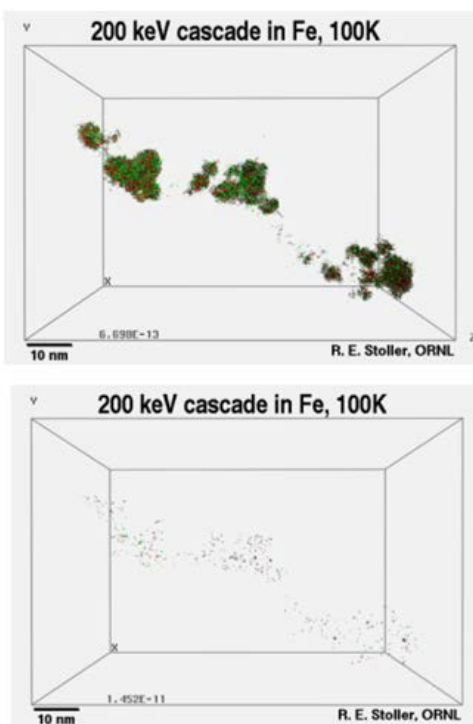 Y
200 keV cascade in Fe, 100K
X
6.698E-13
Z
10 nm
R. E. Stoller, ORNL
Y
200 keV cascade in Fe, 100K
X
1.452E-11
10 nm
R. E. Stoller, ORNL